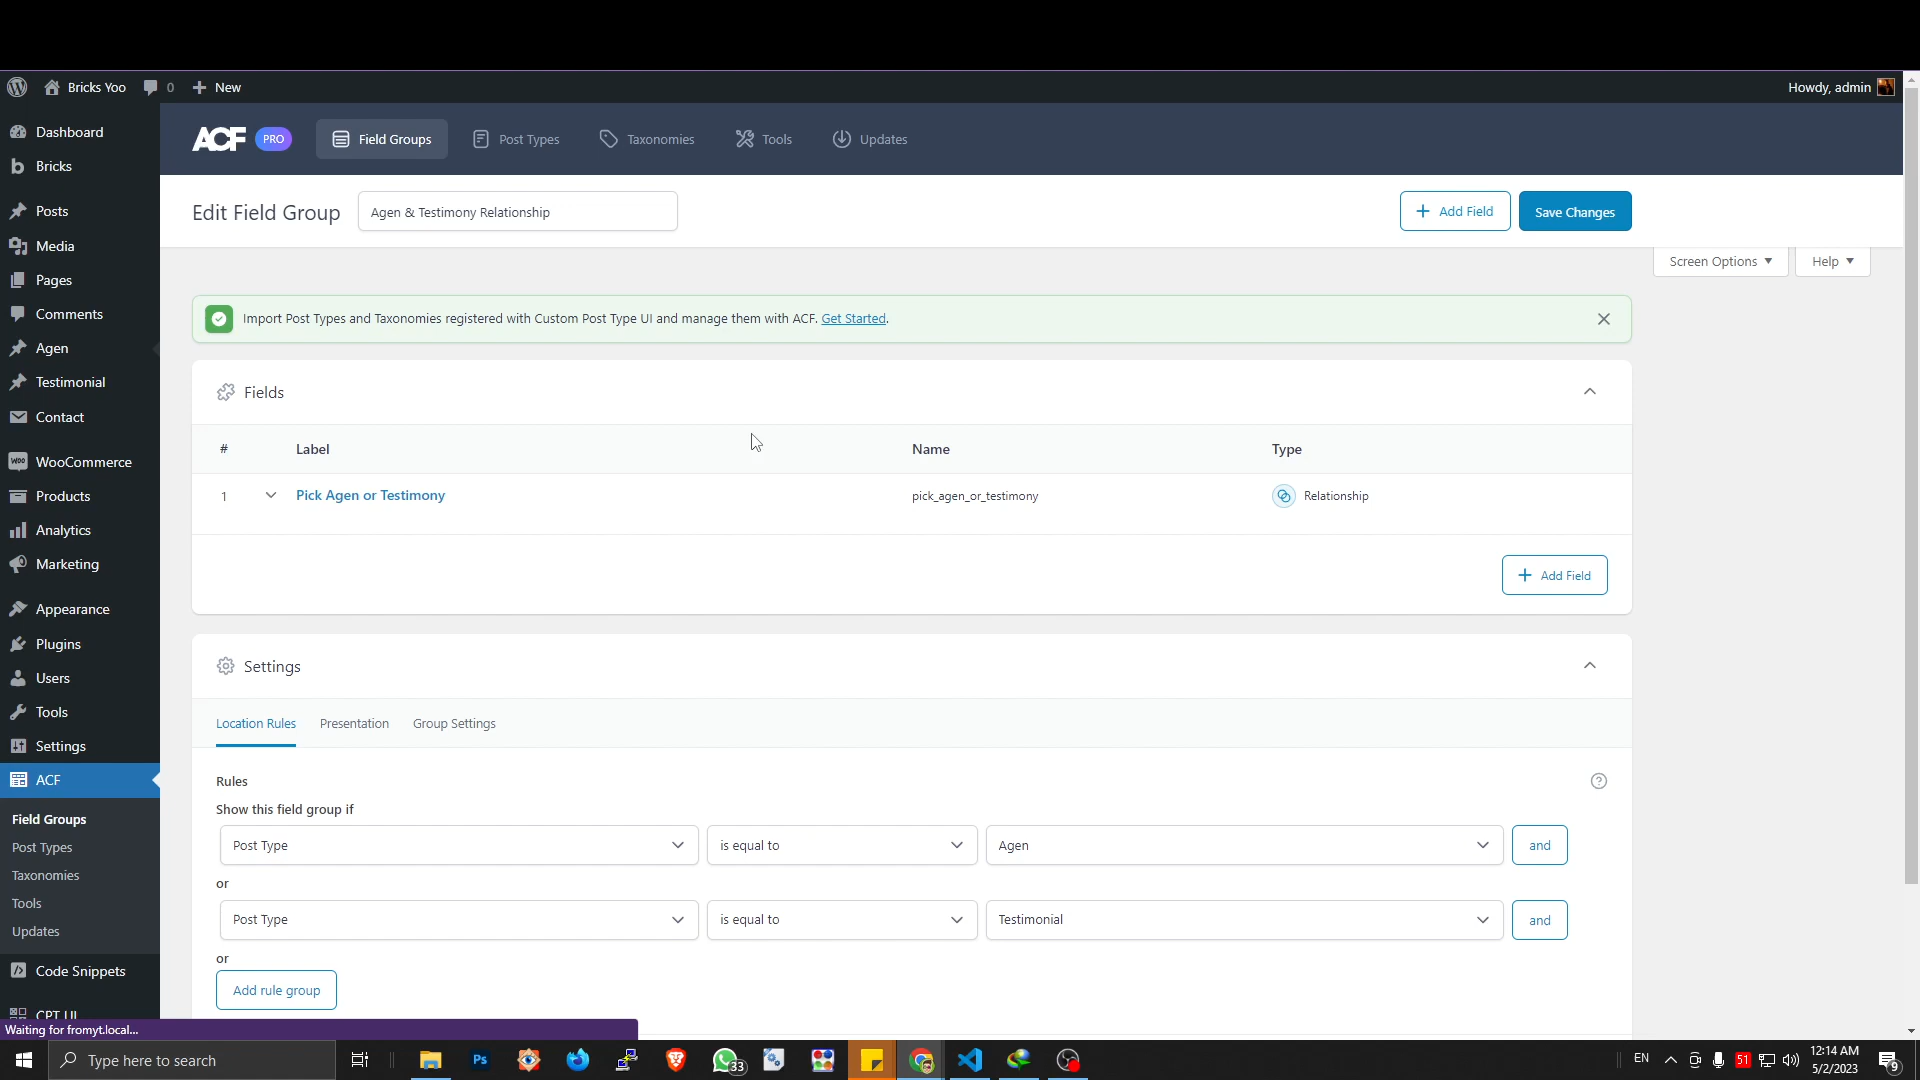 Bricks Yoo 0 New Howdy, admin
Dashboard
Bricks
Posts
Media
Pages
Comments
Agen
Testimonial
Contact
WooCommerce
Products
Analytics
Marketing
Appearance
Plugins
Users
Tools
Settings
ACF
Field Groups
Post Types
Taxonomies
Tools
Updates
Code Snippets
CPT UI
ACF PRO Field Groups Post Types Taxonomies Tools Updates
Edit Field Group Agen & Testimony Relationship Add Field Save Changes
Screen Options Help
Import Post Types and Taxonomies registered with Custom Post Type UI and manage them with ACF. Get Started.
Fields
# Label Name Type
1 Pick Agen or Testimony pick_agen_or_testimony Relationship
Add Field
Settings
Location Rules Presentation Group Settings
Rules
Show this field group if
Post Type is equal to Agen and
or
Post Type is equal to Testimonial and
or
Add rule group
Waiting for fromyt.local...
Type here to search Ps 33 51 EN 12:14 AM
5/2/2023 9